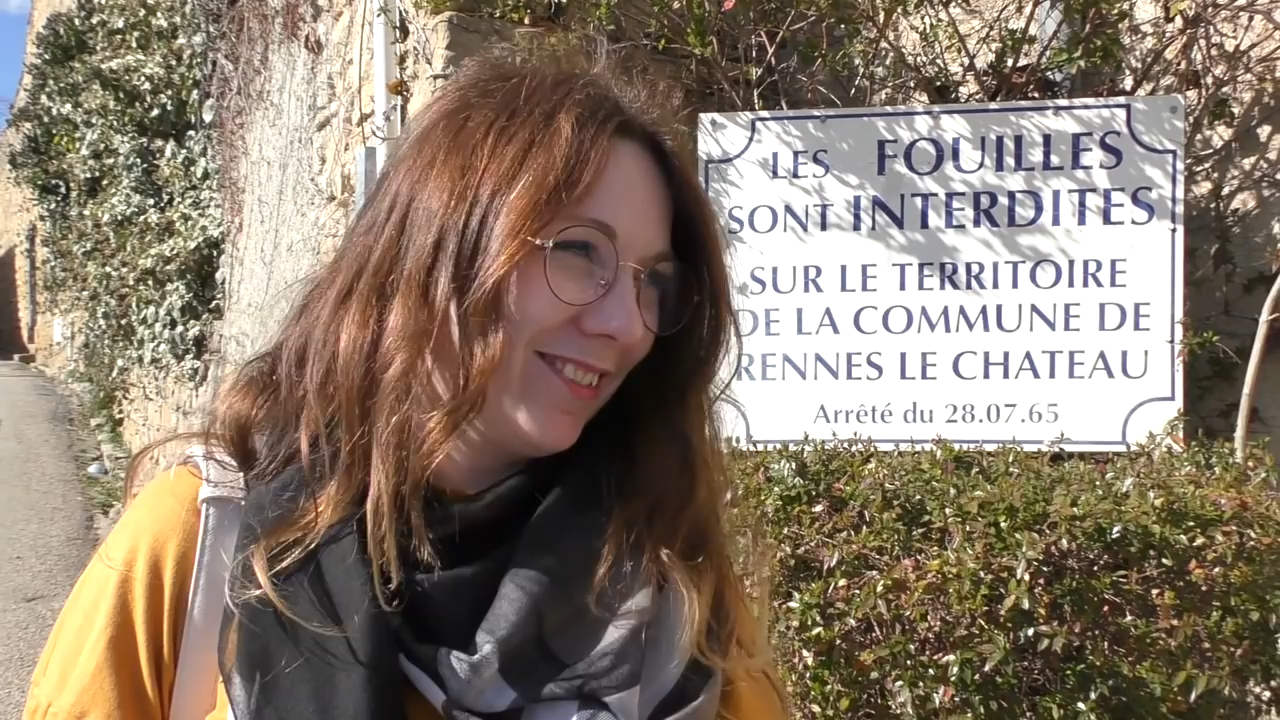 LES FOUILLES
SONT INTERDITES
SUR LE TERRITOIRE
DE LA COMMUNE DE
RENNES LE CHATEAU
Arrêté du 28.07.65